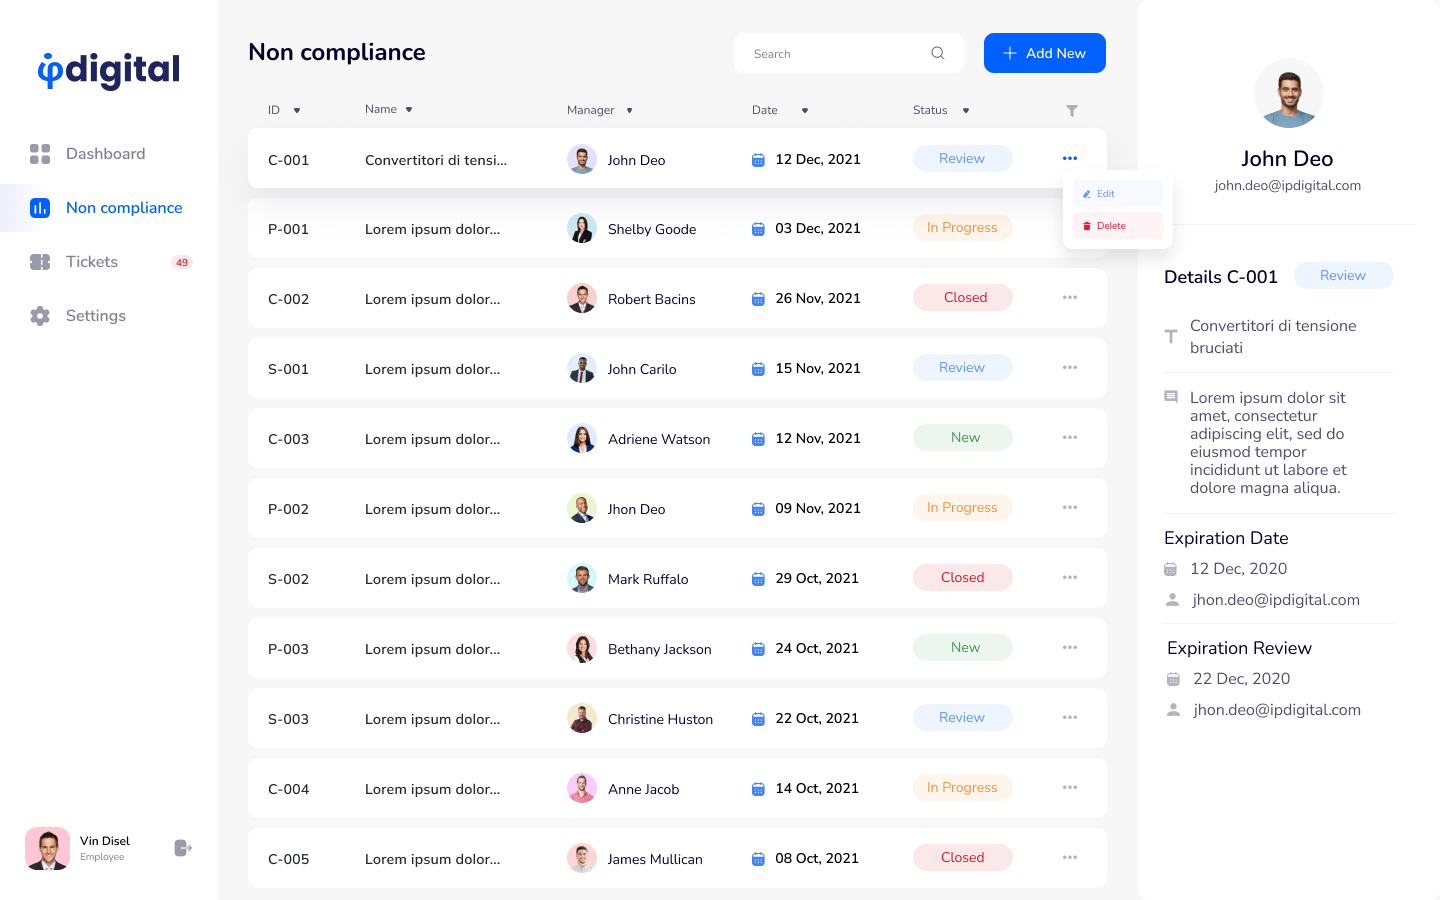 ipdigital
Dashboard
Non compliance
Tickets 49
Settings
Vin Disel
Employee
Non compliance
Search
Add New
ID Name Manager Date Status
C-001 Convertitori di tensi... John Deo 12 Dec, 2021 Review
Edit
Delete
P-001 Lorem ipsum dolor... Shelby Goode 03 Dec, 2021 In Progress
C-002 Lorem ipsum dolor... Robert Bacins 26 Nov, 2021 Closed
S-001 Lorem ipsum dolor... John Carilo 15 Nov, 2021 Review
C-003 Lorem ipsum dolor... Adriene Watson 12 Nov, 2021 New
P-002 Lorem ipsum dolor... Jhon Deo 09 Nov, 2021 In Progress
S-002 Lorem ipsum dolor... Mark Ruffalo 29 Oct, 2021 Closed
P-003 Lorem ipsum dolor... Bethany Jackson 24 Oct, 2021 New
S-003 Lorem ipsum dolor... Christine Huston 22 Oct, 2021 Review
C-004 Lorem ipsum dolor... Anne Jacob 14 Oct, 2021 In Progress
C-005 Lorem ipsum dolor... James Mullican 08 Oct, 2021 Closed
John Deo
john.deo@ipdigital.com
Details C-001 Review
Convertitori di tensione
bruciati
Lorem ipsum dolor sit
amet, consectetur
adipiscing elit, sed do
eiusmod tempor
incididunt ut labore et
dolore magna aliqua.
Expiration Date
12 Dec, 2020
jhon.deo@ipdigital.com
Expiration Review
22 Dec, 2020
jhon.deo@ipdigital.com